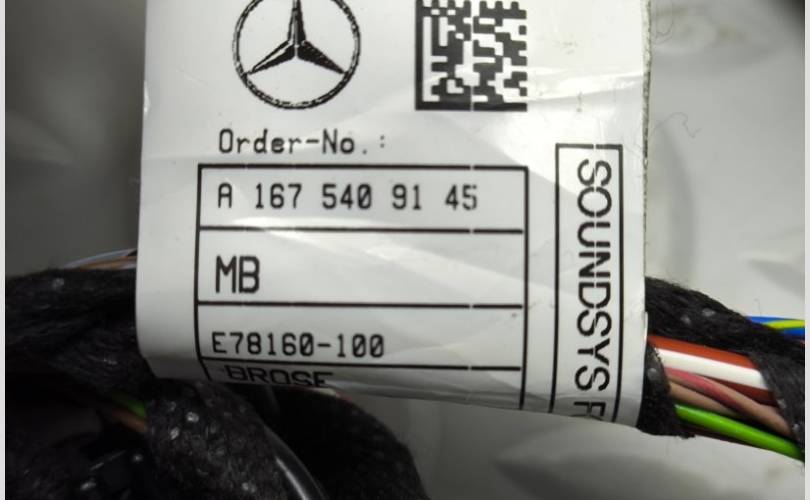 Order-No.:
A 167 540 91 45
MB
E78160-100
BROSE
SOUNDSYS